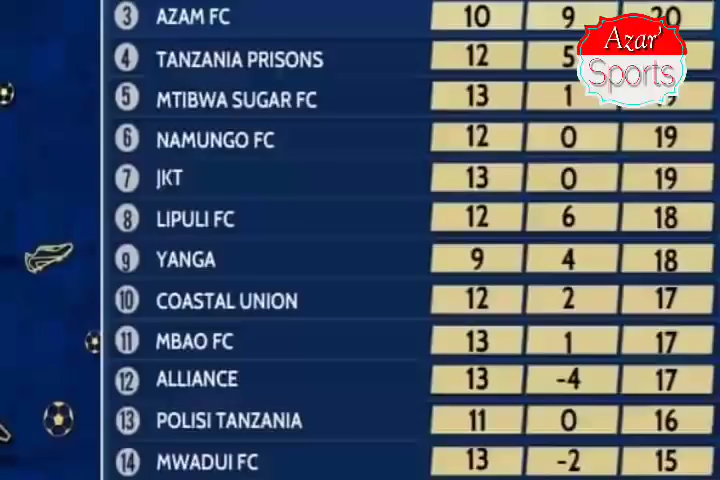 3 AZAM FC 10 9 20
Azar'
Sports
4 TANZANIA PRISONS 12 5
5 MTIBWA SUGAR FC 13 1
6 NAMUNGO FC 12 0 19
7 JKT 13 0 19
8 LIPULI FC 12 6 18
9 YANGA 9 4 18
10 COASTAL UNION 12 2 17
11 MBAO FC 13 1 17
12 ALLIANCE 13 -4 17
13 POLISI TANZANIA 11 0 16
14 MWADUI FC 13 -2 15